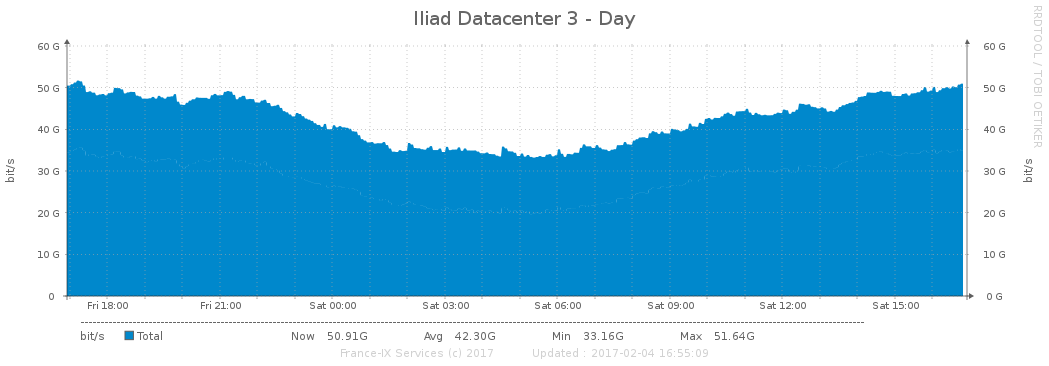 Iliad Datacenter 3 - Day
RRDTOOL / TOBI OETIKER
60 G 60 G
50 G 50 G
40 G 40 G
30 G 30 G
20 G 20 G
10 G 10 G
0 0 G
bit/s bit/s
Fri 18:00 Fri 21:00 Sat 00:00 Sat 03:00 Sat 06:00 Sat 09:00 Sat 12:00 Sat 15:00
bit/s Total Now 50.91G Avg 42.30G Min 33.16G Max 51.64G
France-IX Services (c) 2017 Updated : 2017-02-04 16:55:09